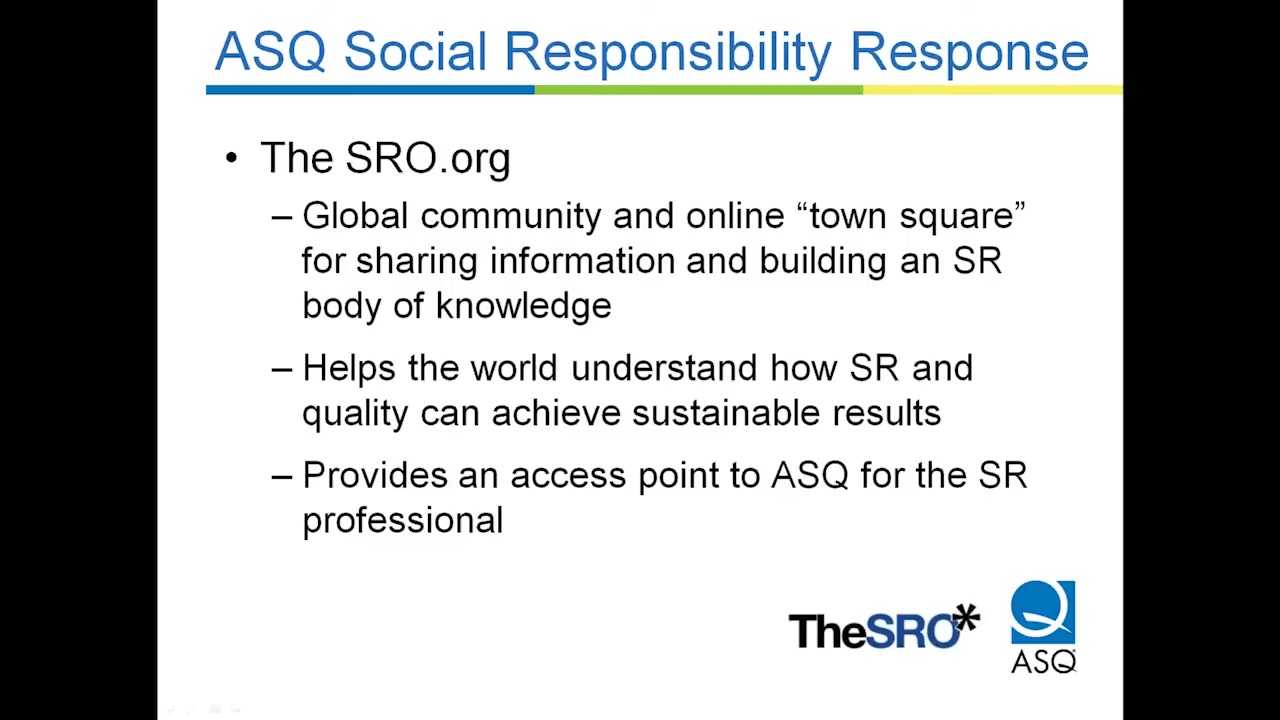 ASQ Social Responsibility Response
• The SRO.org
– Global community and online “town square”
for sharing information and building an SR
body of knowledge
– Helps the world understand how SR and
quality can achieve sustainable results
– Provides an access point to ASQ for the SR
professional
TheSRO*
ASQ